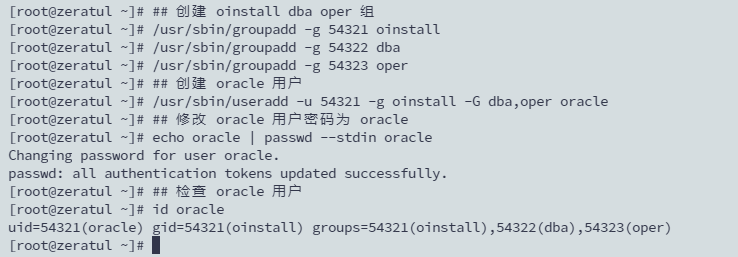 [root@zeratul ~]# ## 创建 oinstall dba oper 组
[root@zeratul ~]# /usr/sbin/groupadd -g 54321 oinstall
[root@zeratul ~]# /usr/sbin/groupadd -g 54322 dba
[root@zeratul ~]# /usr/sbin/groupadd -g 54323 oper
[root@zeratul ~]# ## 创建 oracle 用户
[root@zeratul ~]# /usr/sbin/useradd -u 54321 -g oinstall -G dba,oper oracle
[root@zeratul ~]# ## 修改 oracle 用户密码为 oracle
[root@zeratul ~]# echo oracle | passwd --stdin oracle
Changing password for user oracle.
passwd: all authentication tokens updated successfully.
[root@zeratul ~]# ## 检查 oracle 用户
[root@zeratul ~]# id oracle
uid=54321(oracle) gid=54321(oinstall) groups=54321(oinstall),54322(dba),54323(oper)
[root@zeratul ~]#